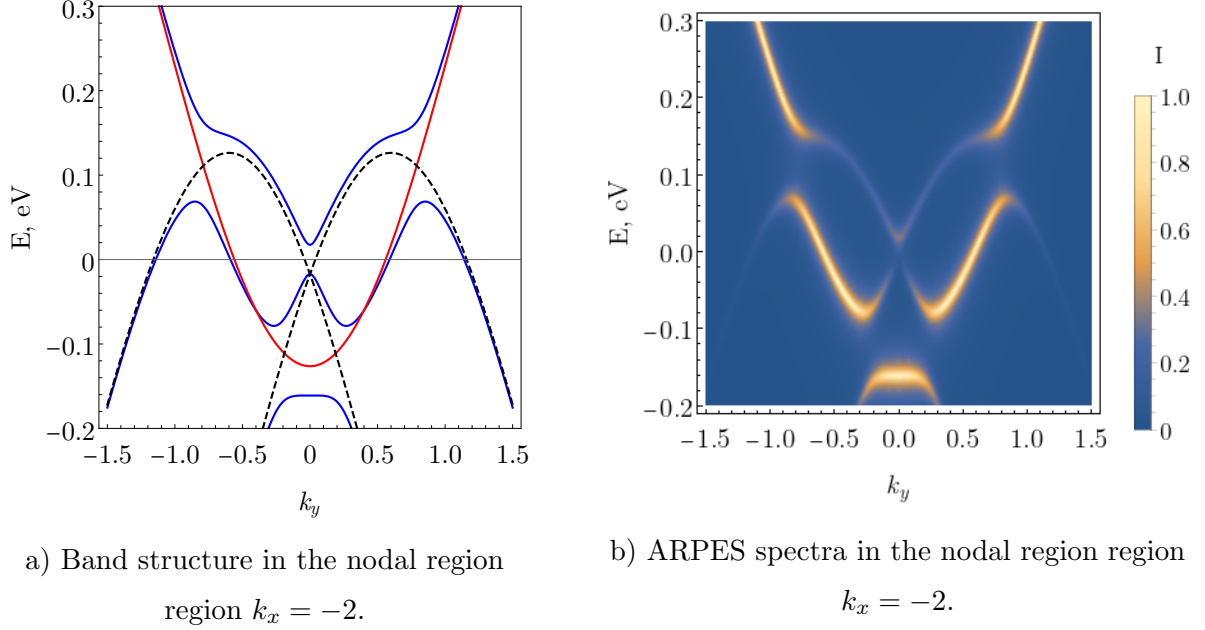 0.3
0.2
0.1
0
−0.1
−0.2
E, eV
−1.5 −1.0 −0.5 0 0.5 1.0 1.5
k_y
a) Band structure in the nodal region
region k_x = −2.
0.3
0.2
0.1
0.0
−0.1
−0.2
E, eV
−1.5 −1.0 −0.5 0.0 0.5 1.0 1.5
k_y
I
1.0
0.8
0.6
0.4
0.2
0
b) ARPES spectra in the nodal region region
k_x = −2.